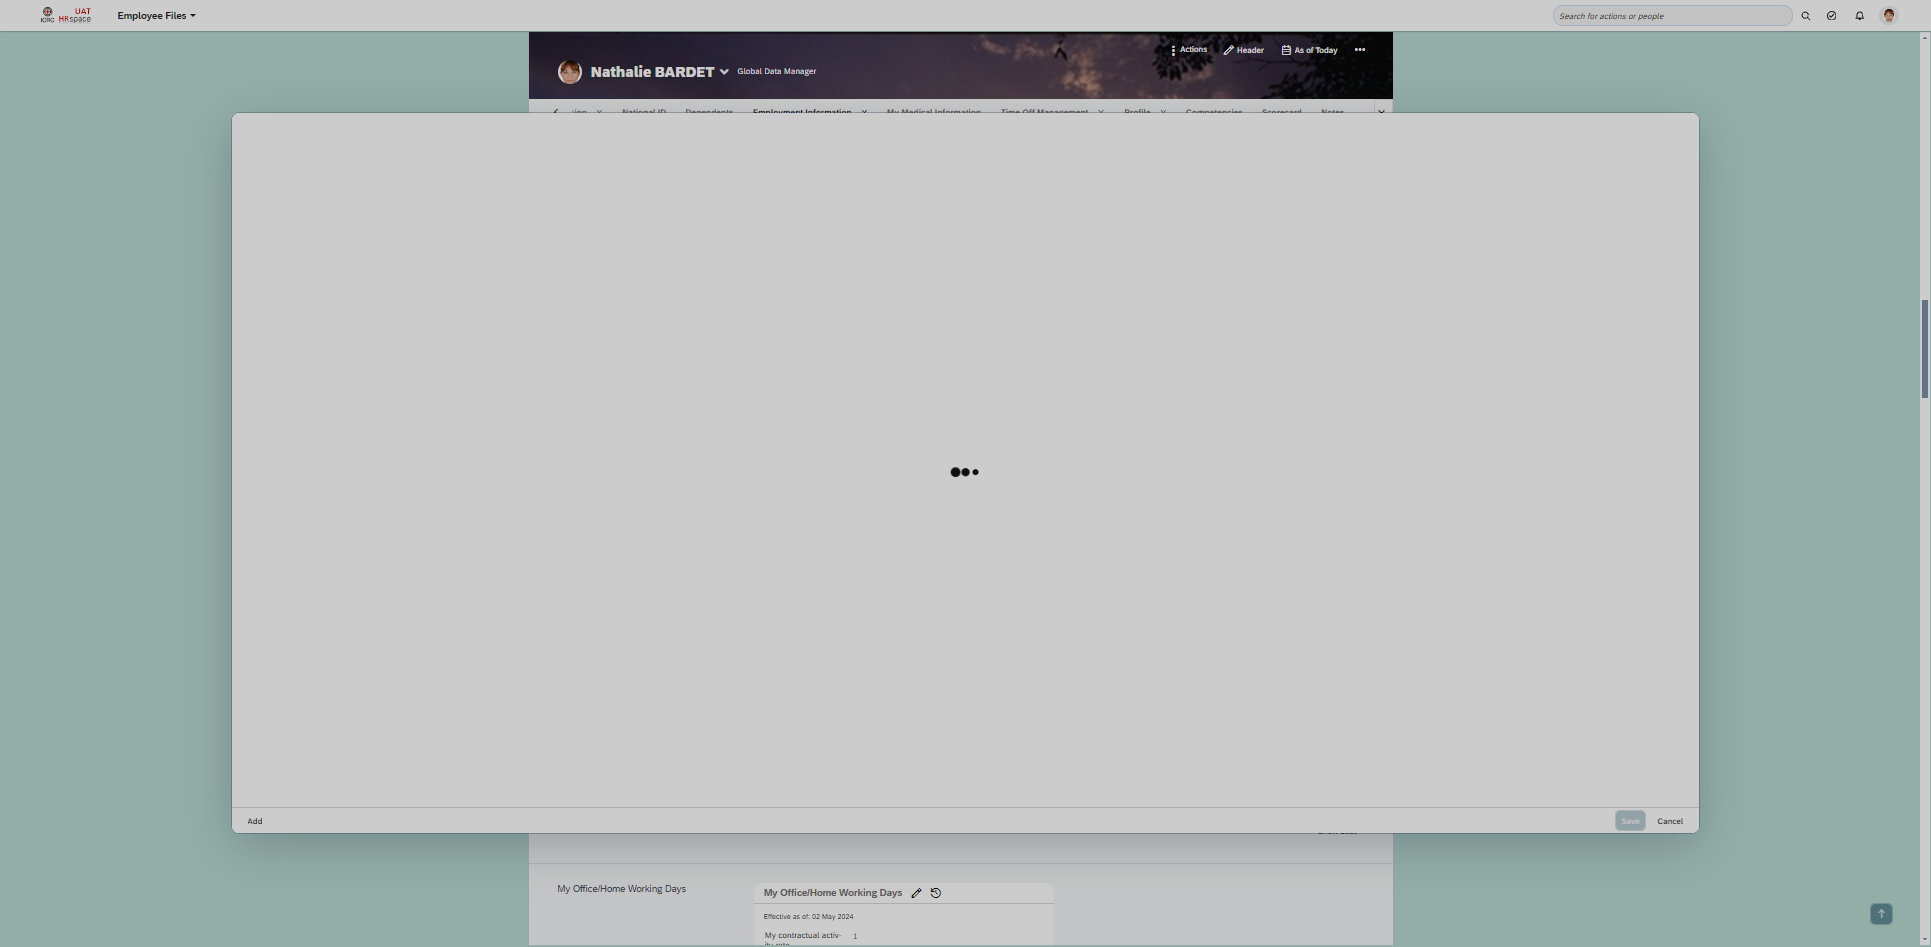 ICRC
UAT
HRspace
Employee Files
Search for actions or people
Actions
Header
As of Today
Nathalie BARDET
Global Data Manager
National ID
Dependents
Employment Information
My Medical Information
Time Off Management
Profile
Competencies
Scorecard
Notes
Add
Save
Cancel
My Office/Home Working Days
My Office/Home Working Days
Effective as of: 02 May 2024
My contractual activ-
1
ity rate